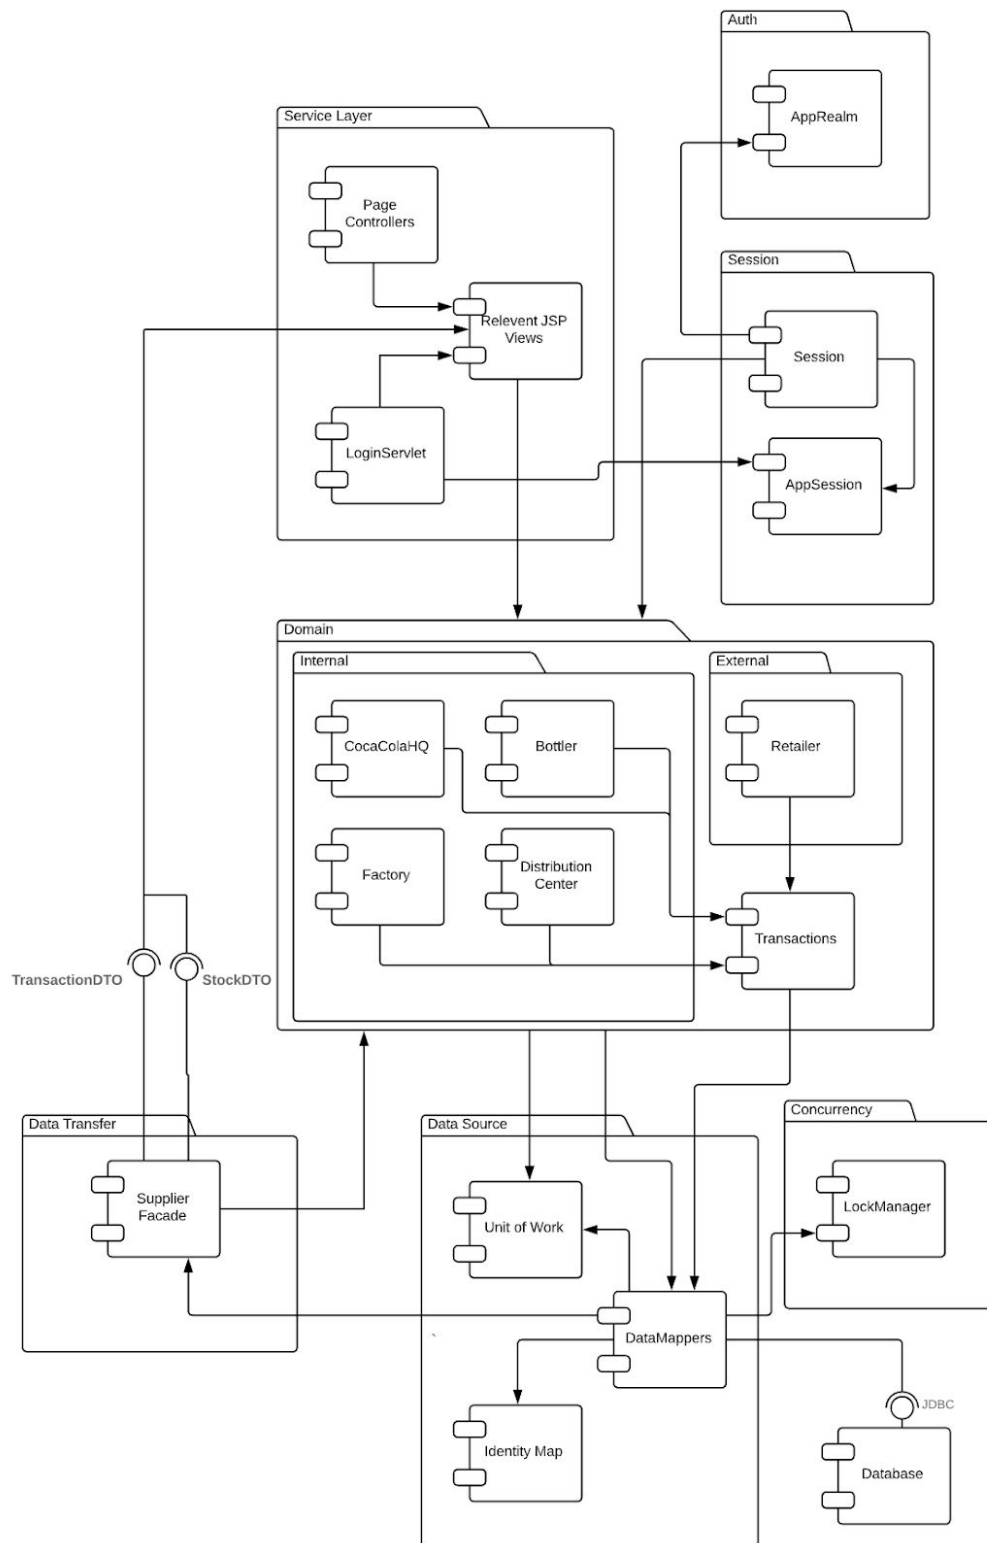 Auth
AppRealm
Service Layer
Page
Controllers
Relevent JSP
Views
LoginServlet
Session
Session
AppSession
Domain
Internal
CocaColaHQ
Bottler
Factory
Distribution
Center
External
Retailer
Transactions
TransactionDTO
StockDTO
Data Transfer
Supplier
Facade
Data Source
Unit of Work
DataMappers
Identity Map
Concurrency
LockManager
JDBC
Database